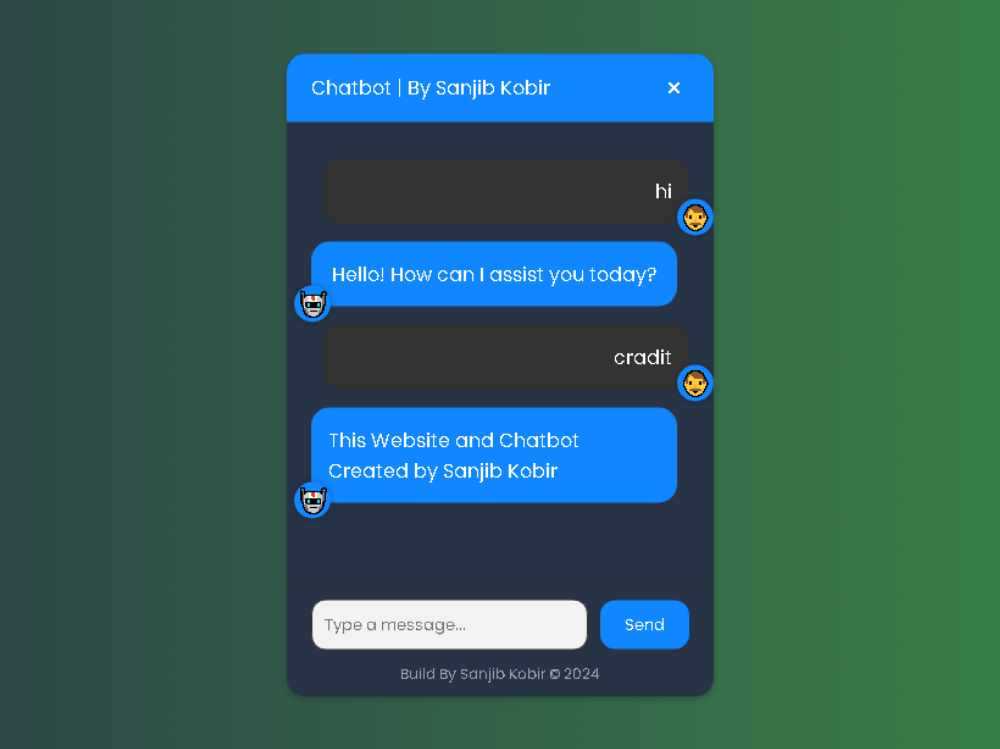 Chatbot | By Sanjib Kobir ×
hi
Hello! How can I assist you today?
cradit
This Website and Chatbot
Created by Sanjib Kobir
Type a message...
Send
Build By Sanjib Kobir © 2024